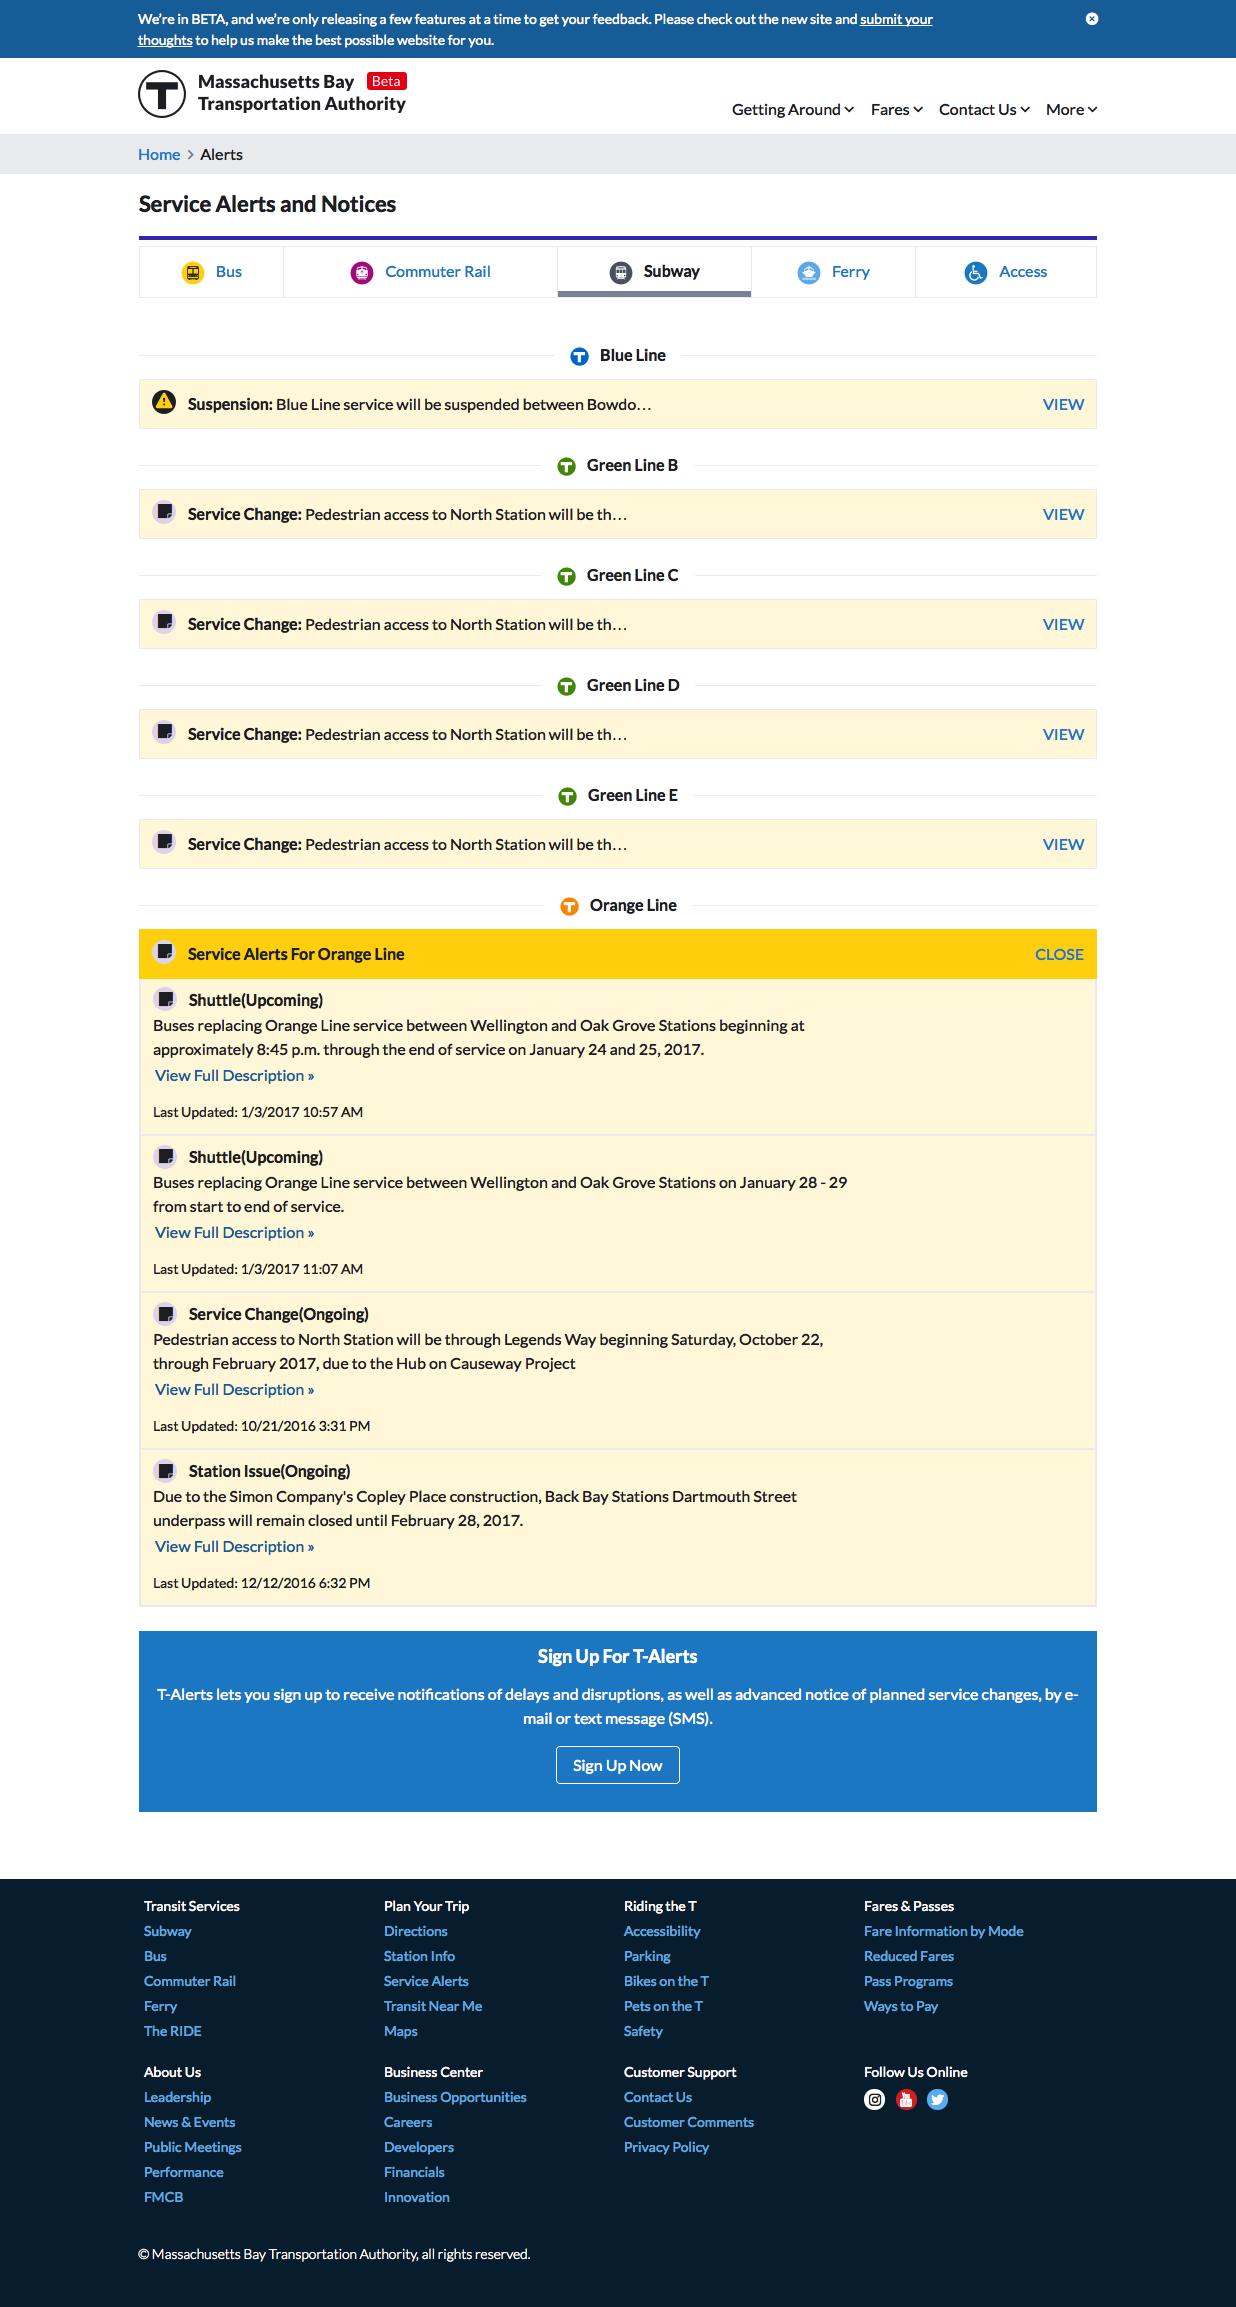 We're in BETA, and we're only releasing a few features at a time to get your feedback. Please check out the new site and submit your
thoughts to help us make the best possible website for you.
T Massachusetts Bay Beta
Transportation Authority
Getting Around Fares Contact Us More
Home > Alerts
Service Alerts and Notices
Bus Commuter Rail Subway Ferry Access
T Blue Line
Suspension: Blue Line service will be suspended between Bowdo… VIEW
T Green Line B
Service Change: Pedestrian access to North Station will be th… VIEW
T Green Line C
Service Change: Pedestrian access to North Station will be th… VIEW
T Green Line D
Service Change: Pedestrian access to North Station will be th… VIEW
T Green Line E
Service Change: Pedestrian access to North Station will be th… VIEW
T Orange Line
Service Alerts For Orange Line CLOSE
Shuttle(Upcoming)
Buses replacing Orange Line service between Wellington and Oak Grove Stations beginning at
approximately 8:45 p.m. through the end of service on January 24 and 25, 2017.
View Full Description »
Last Updated: 1/3/2017 10:57 AM
Shuttle(Upcoming)
Buses replacing Orange Line service between Wellington and Oak Grove Stations on January 28 - 29
from start to end of service.
View Full Description »
Last Updated: 1/3/2017 11:07 AM
Service Change(Ongoing)
Pedestrian access to North Station will be through Legends Way beginning Saturday, October 22,
through February 2017, due to the Hub on Causeway Project
View Full Description »
Last Updated: 10/21/2016 3:31 PM
Station Issue(Ongoing)
Due to the Simon Company's Copley Place construction, Back Bay Stations Dartmouth Street
underpass will remain closed until February 28, 2017.
View Full Description »
Last Updated: 12/12/2016 6:32 PM
Sign Up For T-Alerts
T-Alerts lets you sign up to receive notifications of delays and disruptions, as well as advanced notice of planned service changes, by e-
mail or text message (SMS).
Sign Up Now
Transit Services
Subway
Bus
Commuter Rail
Ferry
The RIDE
Plan Your Trip
Directions
Station Info
Service Alerts
Transit Near Me
Maps
Riding the T
Accessibility
Parking
Bikes on the T
Pets on the T
Safety
Fares & Passes
Fare Information by Mode
Reduced Fares
Pass Programs
Ways to Pay
About Us
Leadership
News & Events
Public Meetings
Performance
FMCB
Business Center
Business Opportunities
Careers
Developers
Financials
Innovation
Customer Support
Contact Us
Customer Comments
Privacy Policy
Follow Us Online
© Massachusetts Bay Transportation Authority, all rights reserved.